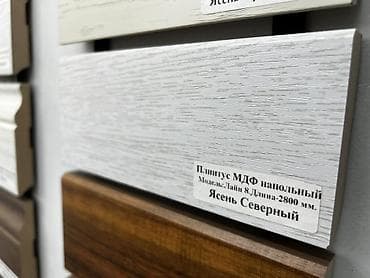 Ясень
Плинтус МДФ напольный
Модель:Лайн 8.Длина-2800 мм.
Ясень Северный